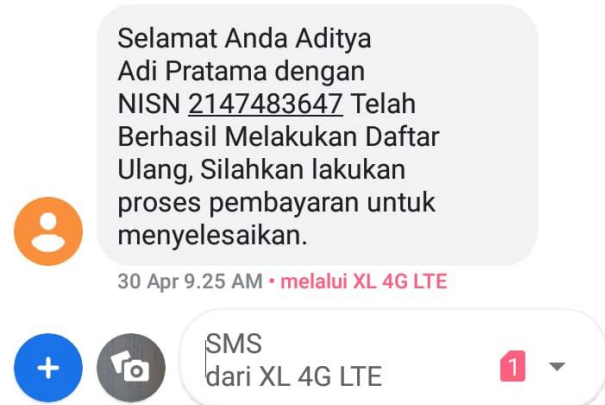 Selamat Anda Aditya
Adi Pratama dengan
NISN 2147483647 Telah
Berhasil Melakukan Daftar
Ulang, Silahkan lakukan
proses pembayaran untuk
menyelesaikan.
30 Apr 9.25 AM • melalui XL 4G LTE
SMS
dari XL 4G LTE
1